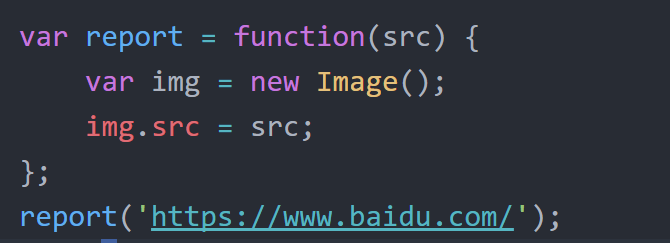 var report = function(src) {
    var img = new Image();
    img.src = src;
};
report('https://www.baidu.com/');